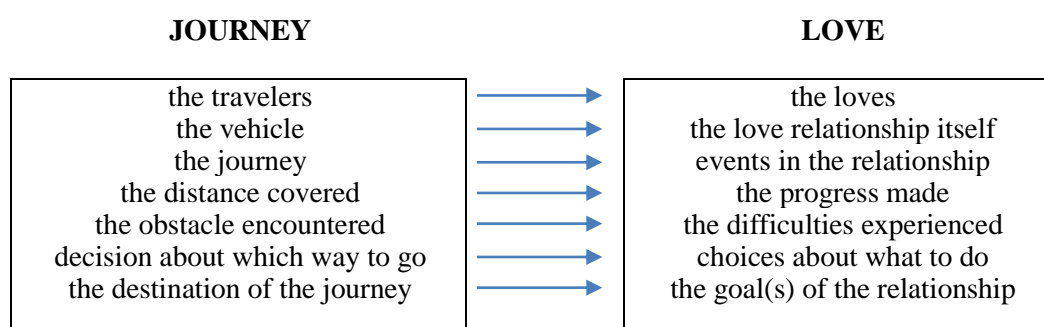 JOURNEY
LOVE
the travelers
the vehicle
the journey
the distance covered
the obstacle encountered
decision about which way to go
the destination of the journey
the loves
the love relationship itself
events in the relationship
the progress made
the difficulties experienced
choices about what to do
the goal(s) of the relationship